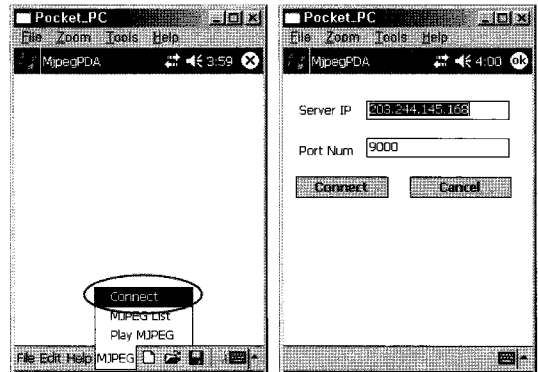 Pocket_PC
File Zoom Tools Help
MjpegPDA 3:59
Connect
MJPEG List
Play MJPEG
File Edit Help MJPEG
Pocket_PC
File Zoom Tools Help
MjpegPDA 4:00 ok
Server IP 203.244.145.168
Port Num 9000
Connect Cancel